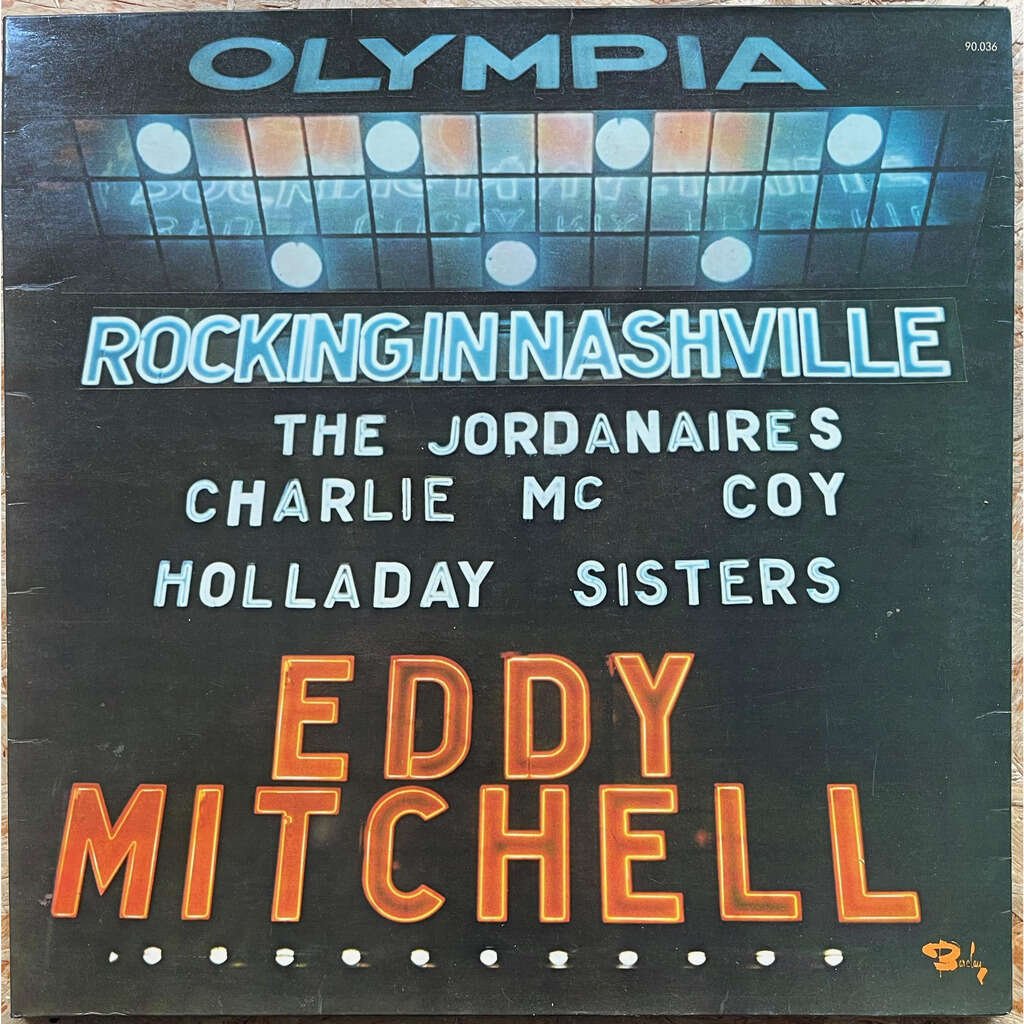 OLYMPIA
90.036
ROCKING IN NASHVILLE
THE JORDANAIRES
CHARLIE Mc COY
HOLLADAY SISTERS
EDDY
MITCHELL
Barclay